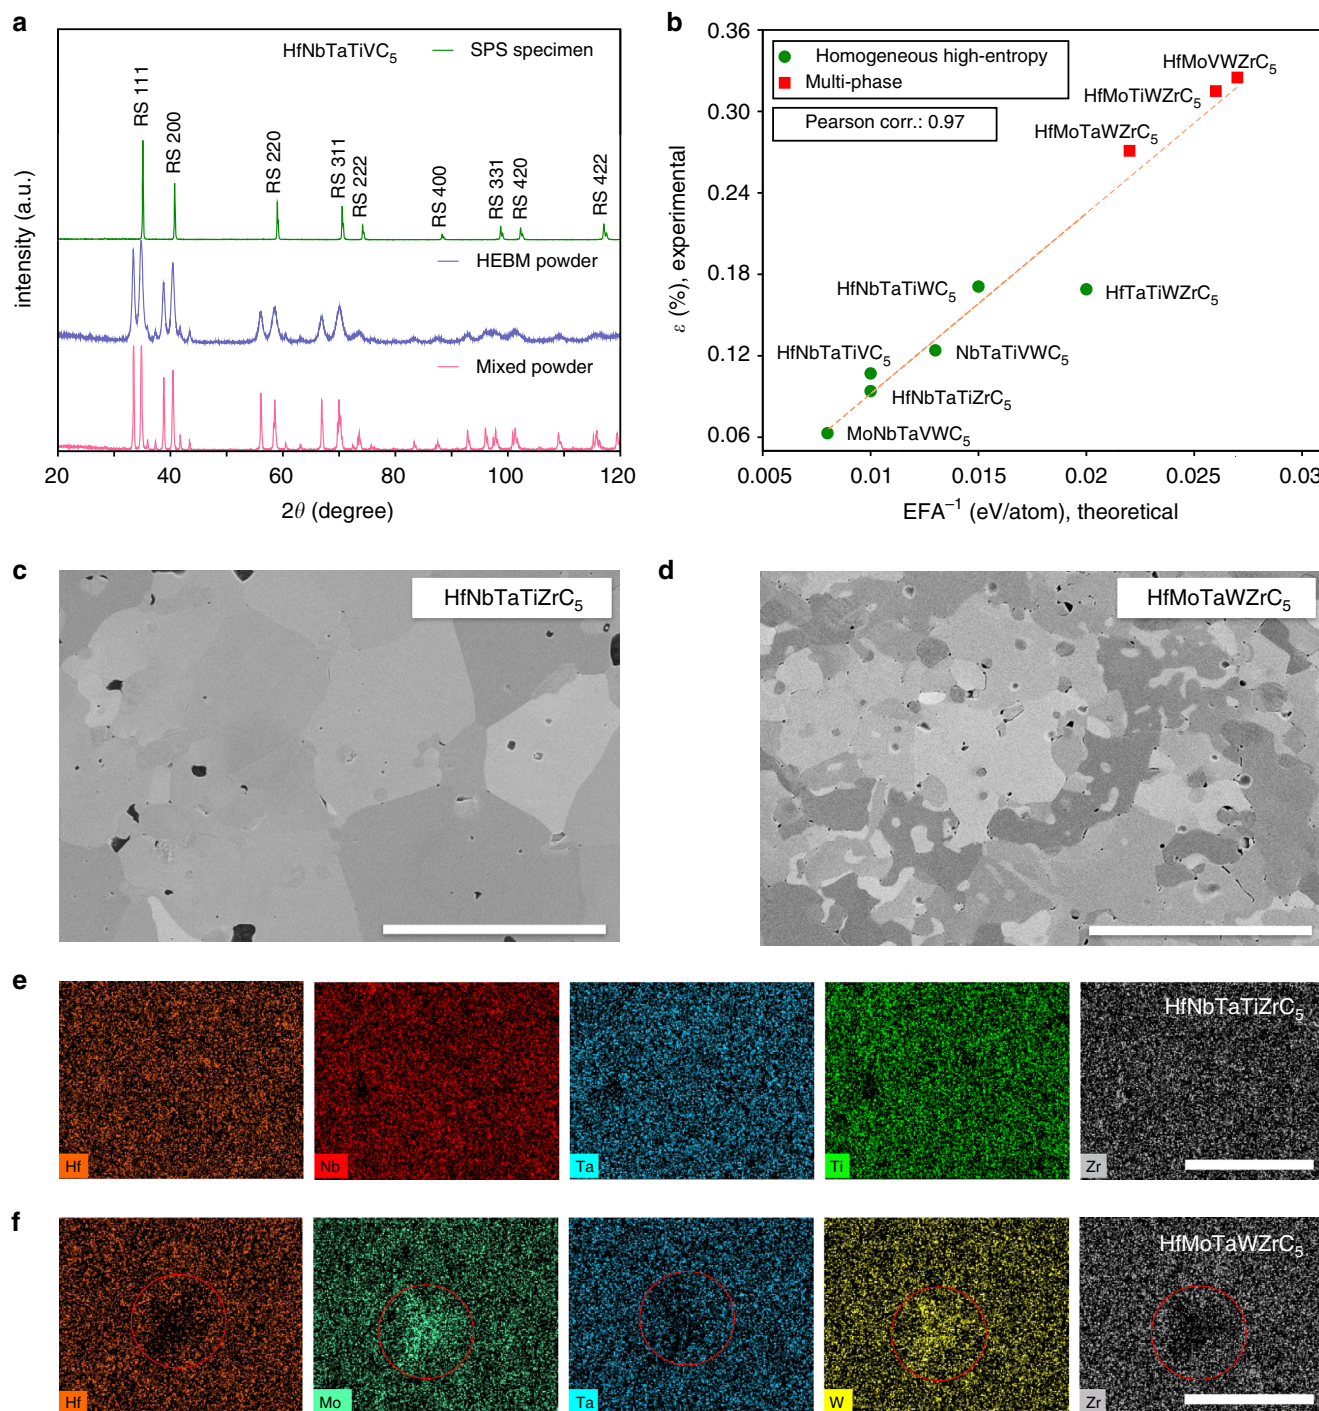 a
HfNbTaTiVC5
SPS specimen
RS 111
RS 200
RS 220
RS 311
RS 222
RS 400
RS 331
RS 420
RS 422
HEBM powder
Mixed powder
intensity (a.u.)
20
40
60
80
100
120
2θ (degree)
b
0.36
0.30
0.24
0.18
0.12
0.06
ε (%), experimental
Homogeneous high-entropy
Multi-phase
Pearson corr.: 0.97
HfMoVWZrC5
HfMoTiWZrC5
HfMoTaWZrC5
HfNbTaTiWC5
HfTaTiWZrC5
HfNbTaTiVC5
NbTaTiVWC5
HfNbTaTiZrC5
MoNbTaVWC5
0.005
0.01
0.015
0.02
0.025
0.03
EFA−1 (eV/atom), theoretical
c
HfNbTaTiZrC5
d
HfMoTaWZrC5
e
HfNbTaTiZrC5
Hf
Nb
Ta
Ti
Zr
f
HfMoTaWZrC5
Hf
Mo
Ta
W
Zr